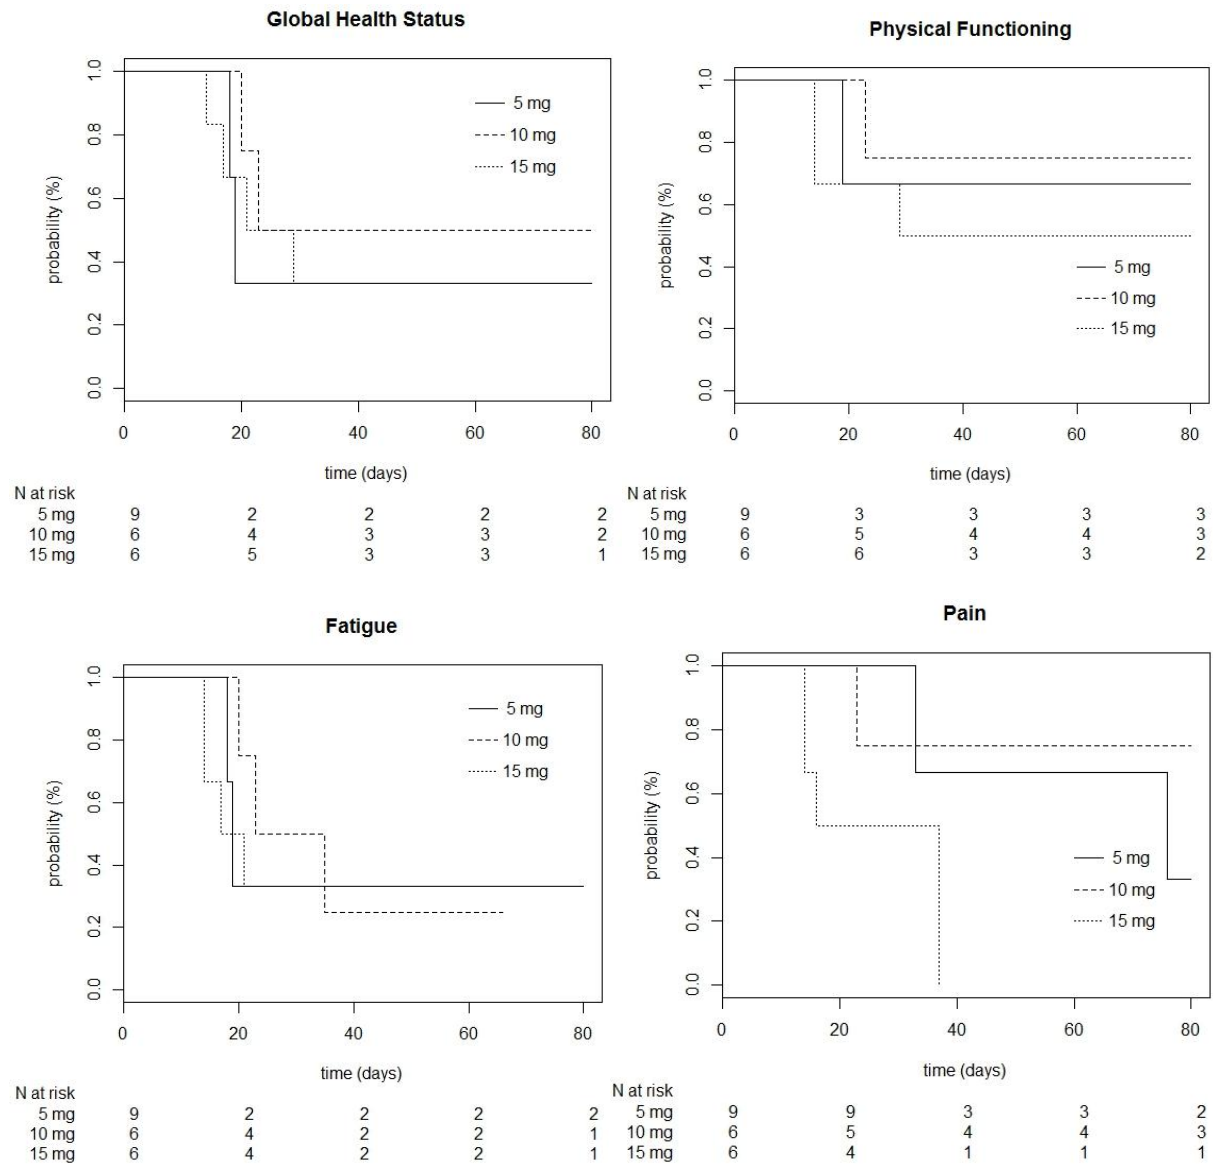 Global Health Status
1.0
0.8
0.6
0.4
0.2
0.0
probability (%)
5 mg
10 mg
15 mg
0 20 40 60 80
time (days)
N at risk
5 mg 9 2 2 2 2
10 mg 6 4 3 3 2
15 mg 6 5 3 3 1
Physical Functioning
1.0
0.8
0.6
0.4
0.2
0.0
probability (%)
5 mg
10 mg
15 mg
0 20 40 60 80
time (days)
N at risk
5 mg 9 3 3 3 3
10 mg 6 5 4 4 3
15 mg 6 6 3 3 2
Fatigue
1.0
0.8
0.6
0.4
0.2
0.0
probability (%)
5 mg
10 mg
15 mg
0 20 40 60 80
time (days)
N at risk
5 mg 9 2 2 2 2
10 mg 6 4 2 2 1
15 mg 6 4 2 2 1
Pain
1.0
0.8
0.6
0.4
0.2
0.0
probability (%)
5 mg
10 mg
15 mg
0 20 40 60 80
time (days)
N at risk
5 mg 9 9 3 3 2
10 mg 6 5 4 4 3
15 mg 6 4 1 1 1